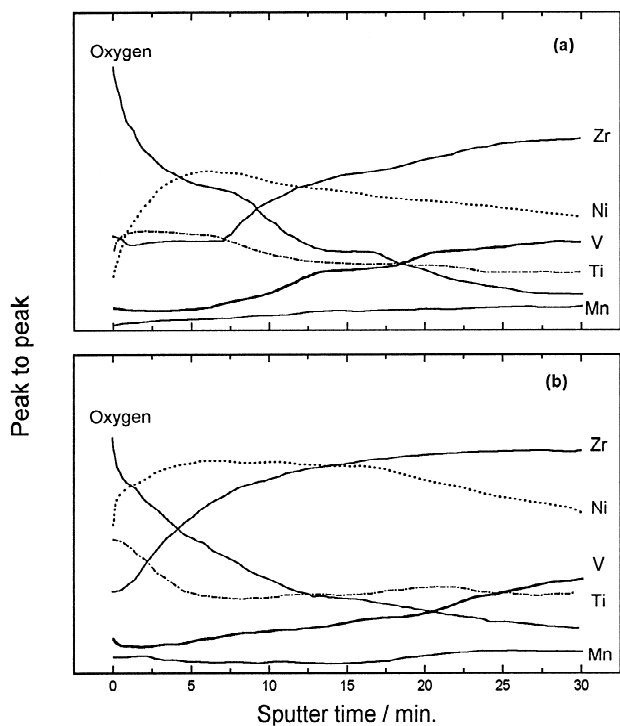 (a)
Oxygen
Zr
Ni
V
Ti
Mn
Peak to peak
(b)
Oxygen
Zr
Ni
V
Ti
Mn
0 5 10 15 20 25 30
Sputter time / min.